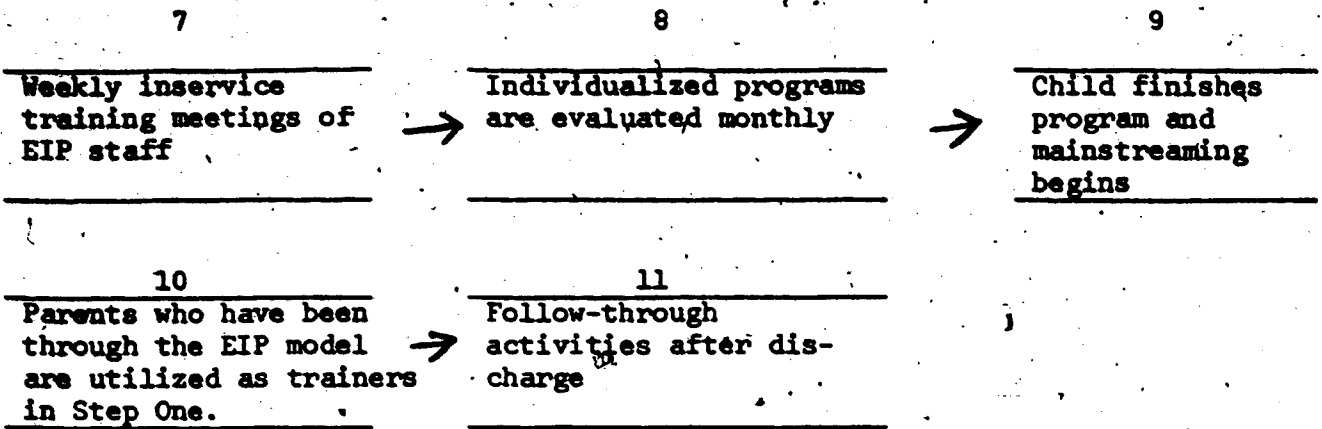 7
Weekly inservice
training meetings of
EIP staff
8
Individualized programs
are evaluated monthly
9
Child finishes
program and
mainstreaming
begins
10
Parents who have been
through the EIP model
are utilized as trainers
in Step One.
11
Follow-through
activities after dis-
charge